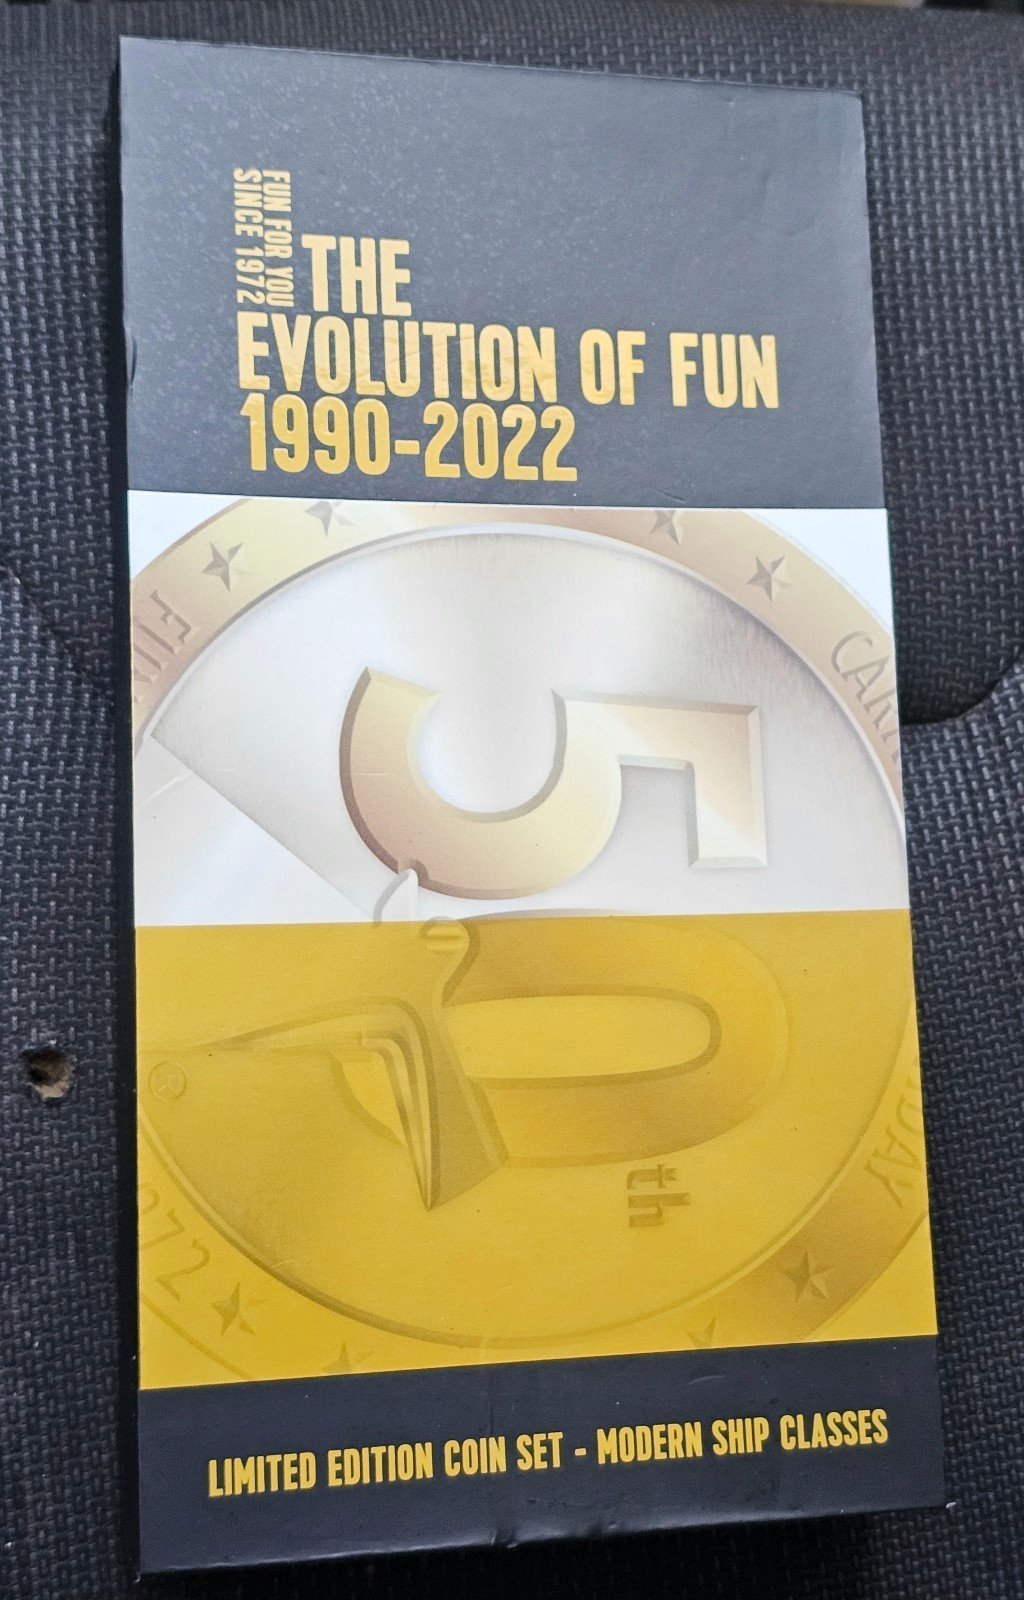 FUN FOR YOU
SINCE 1972
THE
EVOLUTION OF FUN
1990-2022
50
th
LIMITED EDITION COIN SET - MODERN SHIP CLASSES